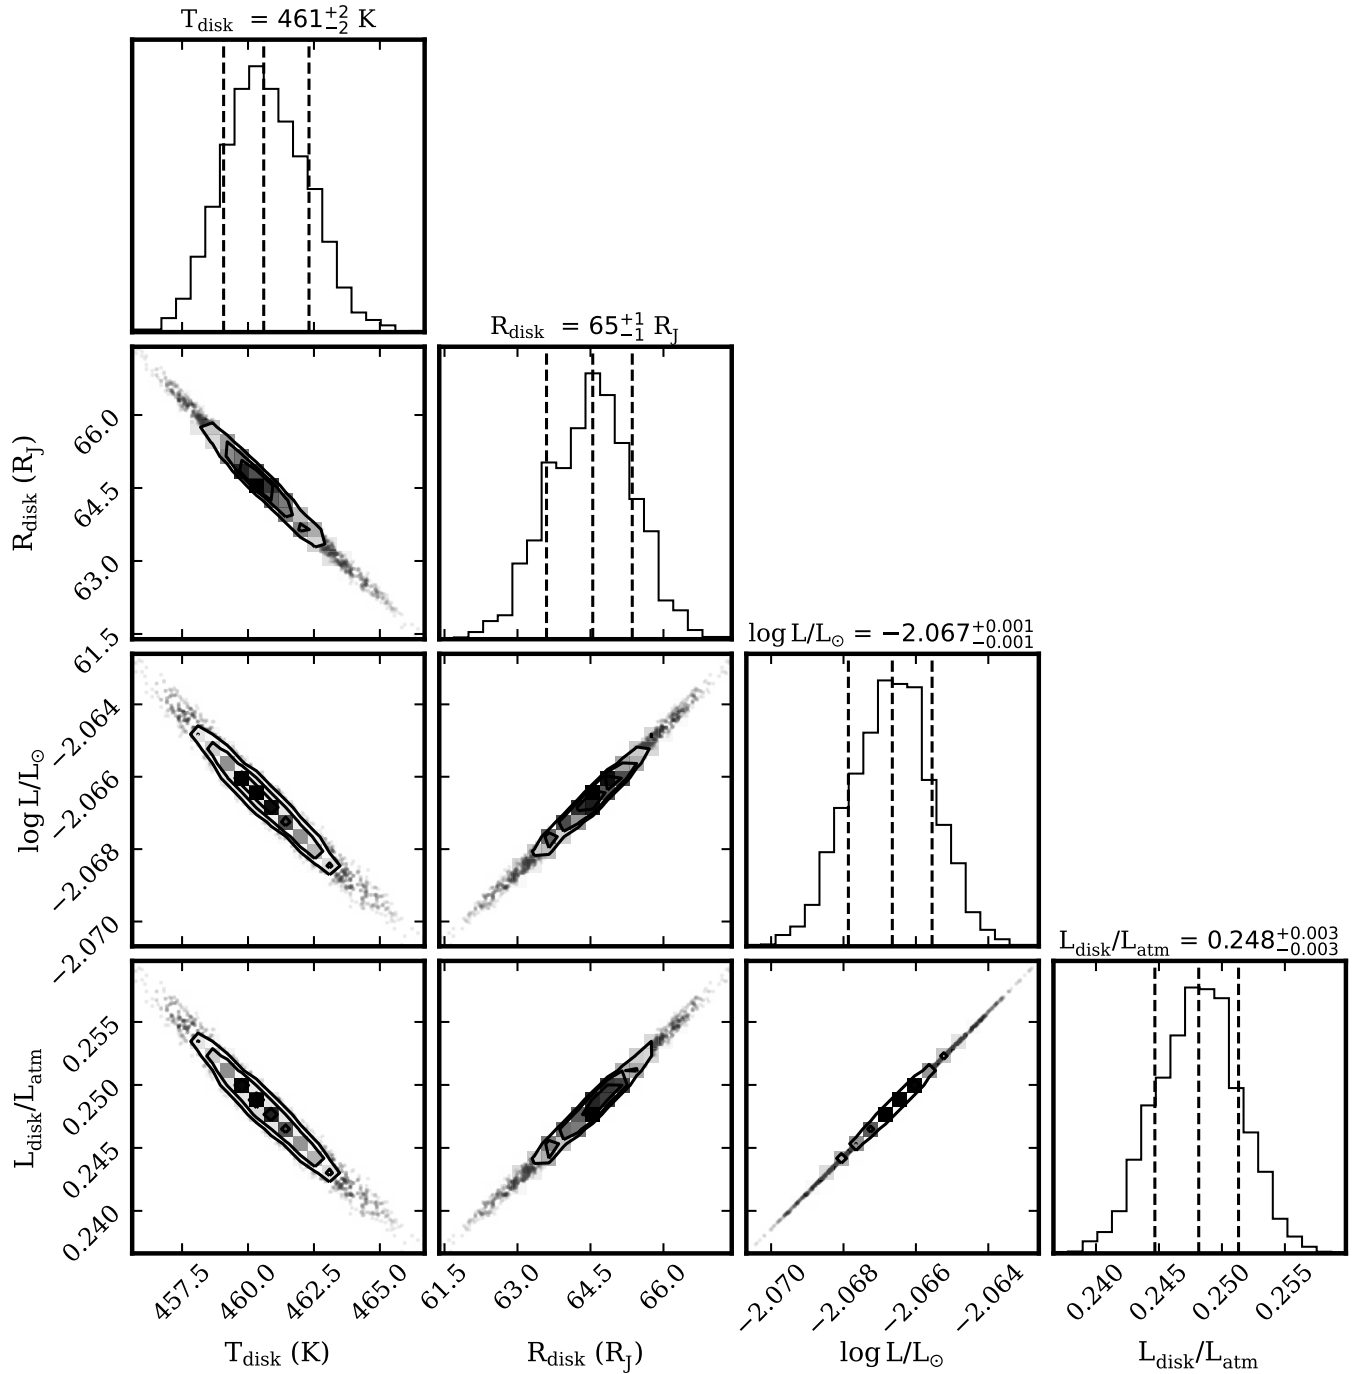 T_disk = 461^{+2}_{-2} K
R_disk = 65^{+1}_{-1} R_J
R_disk (R_J)
66.0
64.5
63.0
61.5
log L/L_⊙ = −2.067^{+0.001}_{−0.001}
log L/L_⊙
−2.064
−2.066
−2.068
−2.070
L_disk/L_atm = 0.248^{+0.003}_{−0.003}
L_disk/L_atm
0.255
0.250
0.245
0.240
457.5 460.0 462.5 465.0 61.5 63.0 64.5 66.0 −2.070 −2.068 −2.066 −2.064 0.240 0.245 0.250 0.255
T_disk (K) R_disk (R_J) log L/L_⊙ L_disk/L_atm